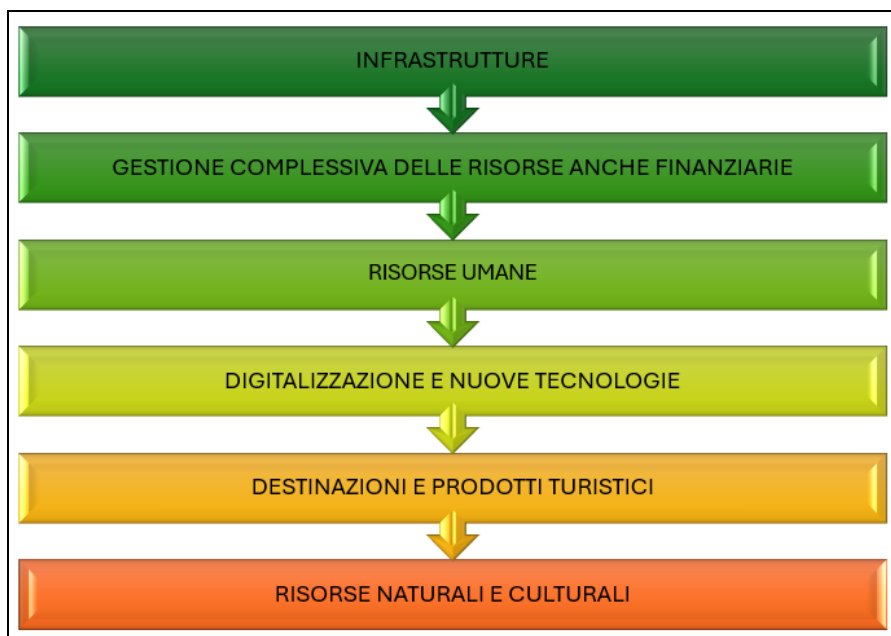 INFRASTRUTTURE
GESTIONE COMPLESSIVA DELLE RISORSE ANCHE FINANZIARIE
RISORSE UMANE
DIGITALIZZAZIONE E NUOVE TECNOLOGIE
DESTINAZIONI E PRODOTTI TURISTICI
RISORSE NATURALI E CULTURALI